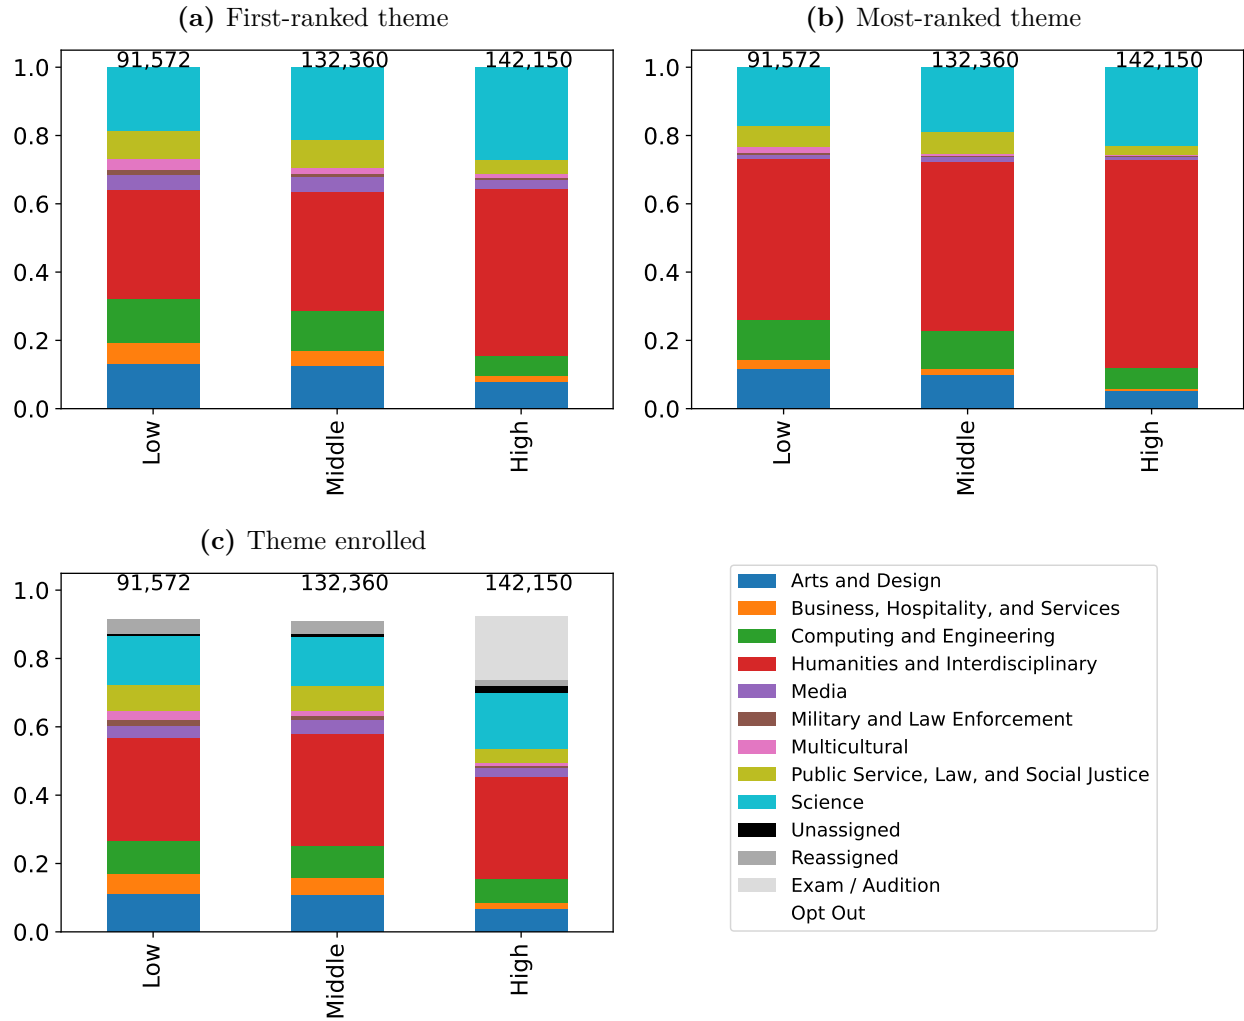 (a) First-ranked theme
91,572 132,360 142,150
1.0
0.8
0.6
0.4
0.2
0.0
Low Middle High
(b) Most-ranked theme
91,572 132,360 142,150
1.0
0.8
0.6
0.4
0.2
0.0
Low Middle High
(c) Theme enrolled
91,572 132,360 142,150
1.0
0.8
0.6
0.4
0.2
0.0
Low Middle High
Arts and Design
Business, Hospitality, and Services
Computing and Engineering
Humanities and Interdisciplinary
Media
Military and Law Enforcement
Multicultural
Public Service, Law, and Social Justice
Science
Unassigned
Reassigned
Exam / Audition
Opt Out